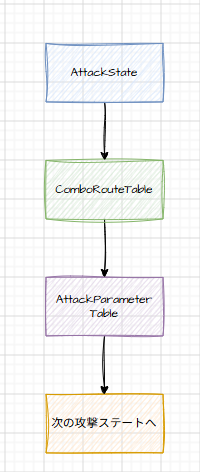 AttackState
ComboRouteTable
AttackParameter
Table
次の攻撃ステートへ